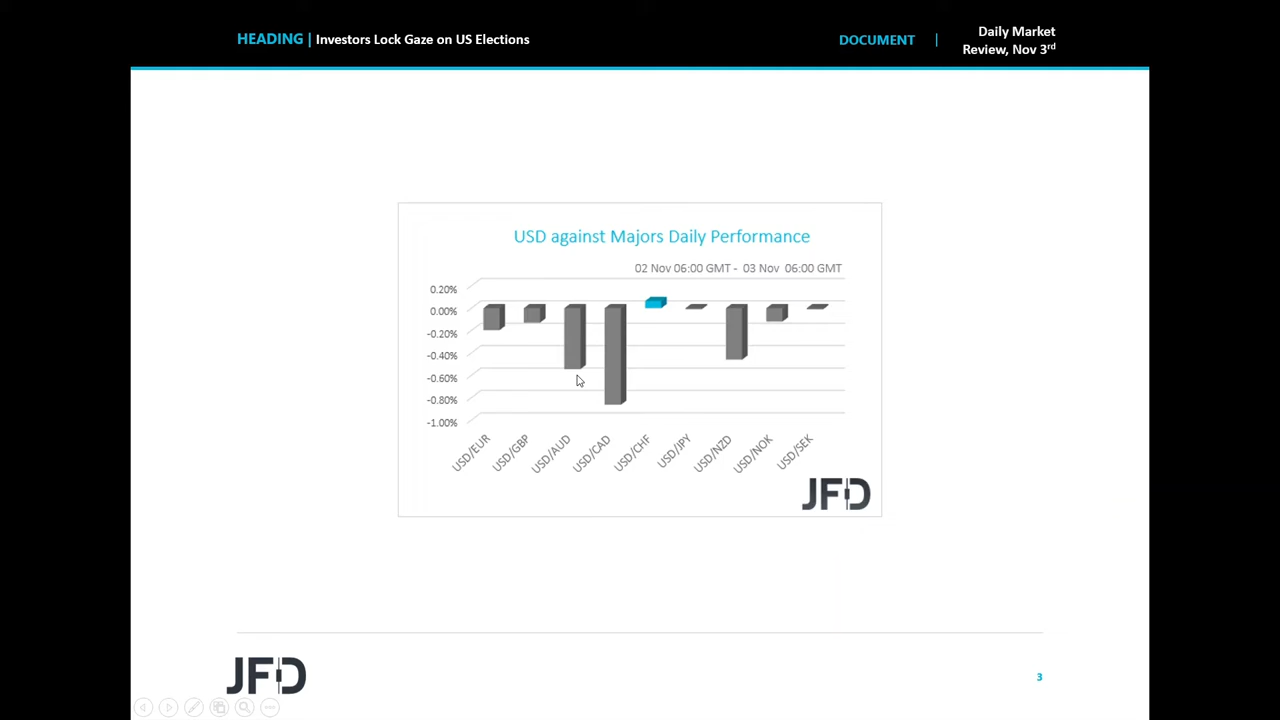 HEADING | Investors Lock Gaze on US Elections
DOCUMENT |
Daily Market
Review, Nov 3rd
USD against Majors Daily Performance
02 Nov 06:00 GMT - 03 Nov 06:00 GMT
0.20%
0.00%
-0.20%
-0.40%
-0.60%
-0.80%
-1.00%
USD/EUR
USD/GBP
USD/AUD
USD/CAD
USD/CHF
USD/JPY
USD/NZD
USD/NOK
USD/SEK
JFD
JFD
3